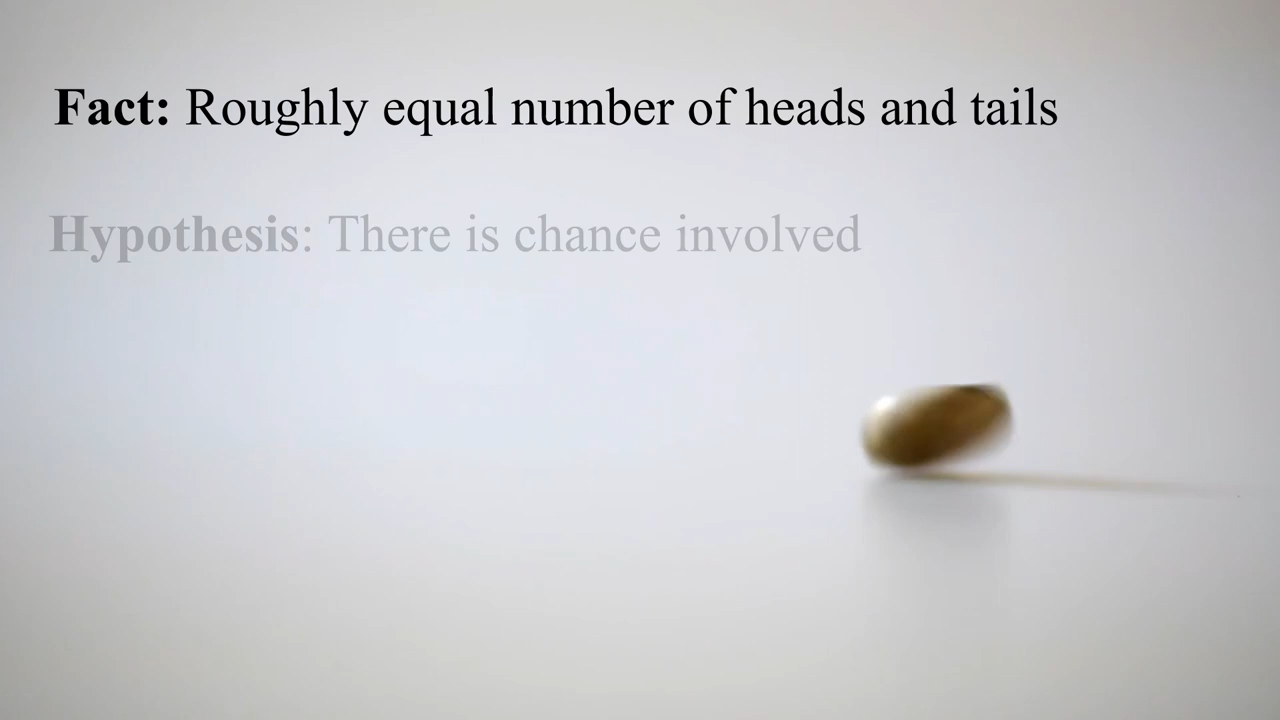 Fact: Roughly equal number of heads and tails
Hypothesis: There is chance involved